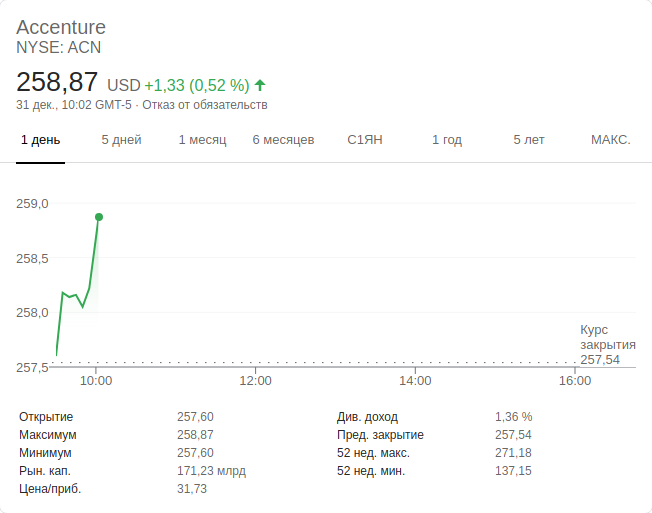 Accenture
NYSE: ACN
258,87 USD +1,33 (0,52 %)
31 дек., 10:02 GMT-5 · Отказ от обязательств
1 день 5 дней 1 месяц 6 месяцев С1ЯН 1 год 5 лет МАКС.
259,0
258,5
258,0
257,5
Курс
закрытия
257,54
10:00 12:00 14:00 16:00
Открытие 257,60 Див. доход 1,36 %
Максимум 258,87 Пред. закрытие 257,54
Минимум 257,60 52 нед. макс. 271,18
Рын. кап. 171,23 млрд 52 нед. мин. 137,15
Цена/приб. 31,73